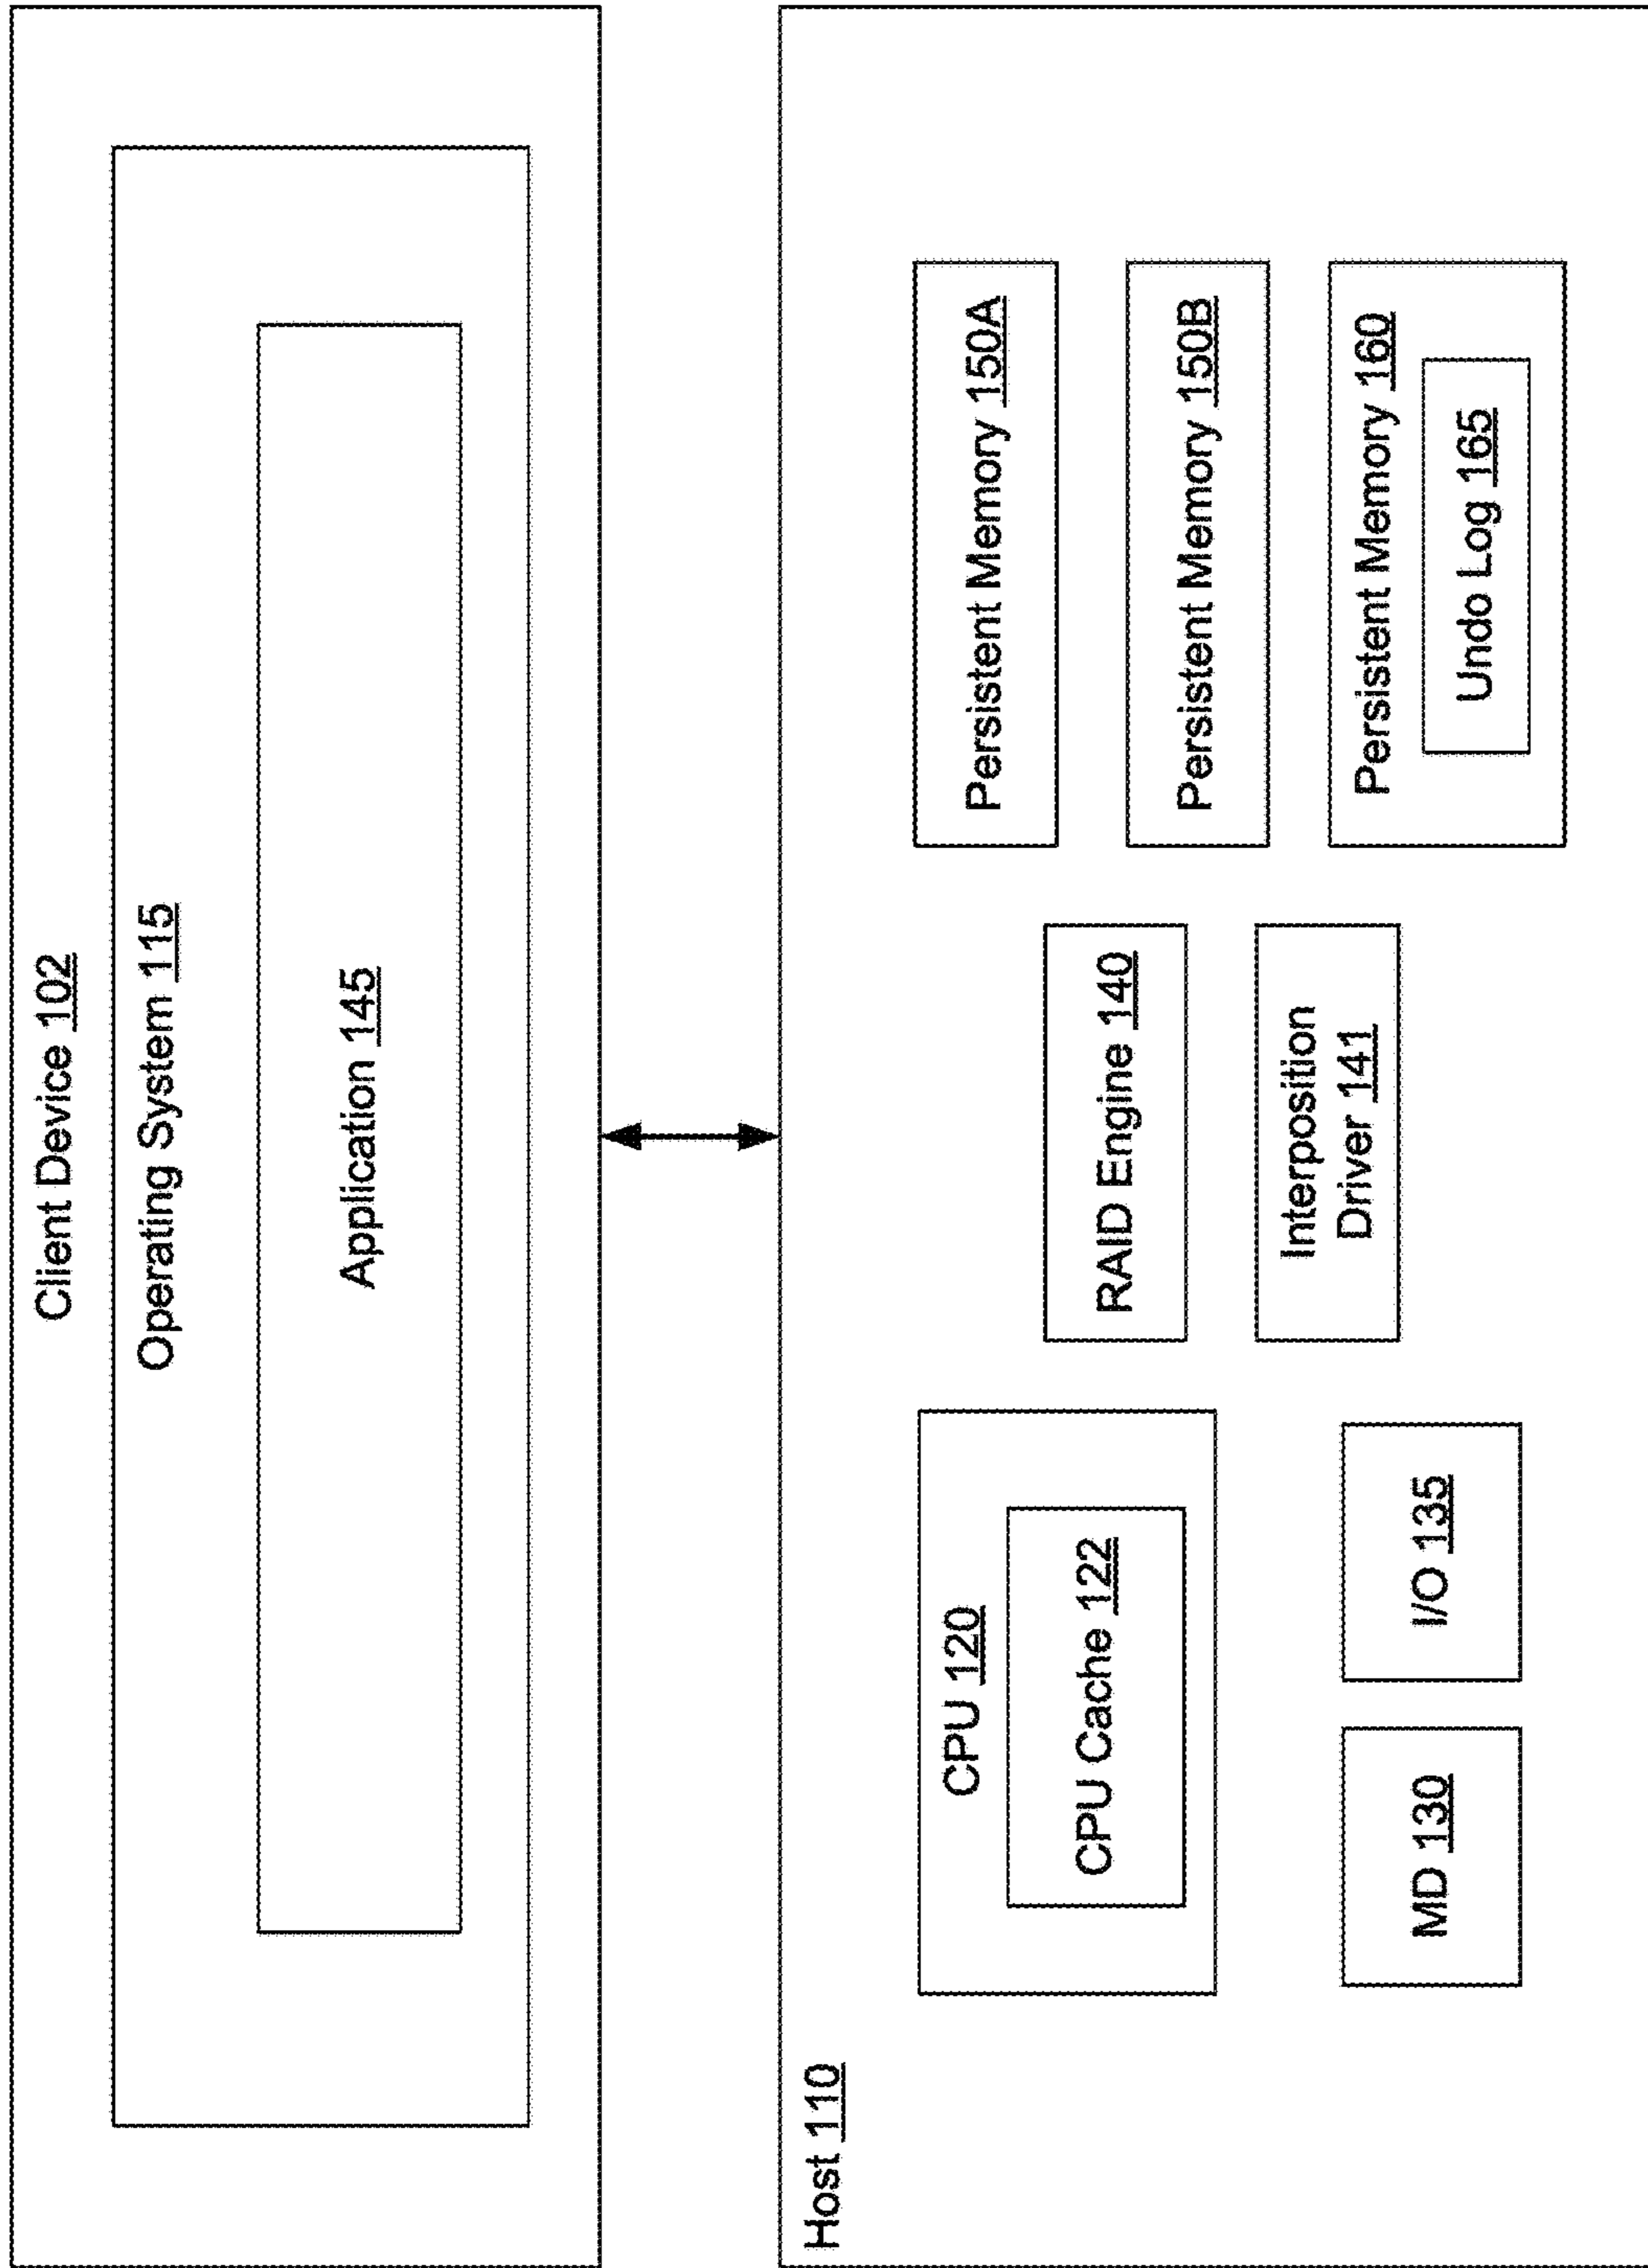 Client Device 102
Operating System 115
Application 145
Host 110
CPU 120
CPU Cache 122
MD 130
I/O 135
RAID Engine 140
Interposition
Driver 141
Persistent Memory 150A
Persistent Memory 150B
Persistent Memory 160
Undo Log 165